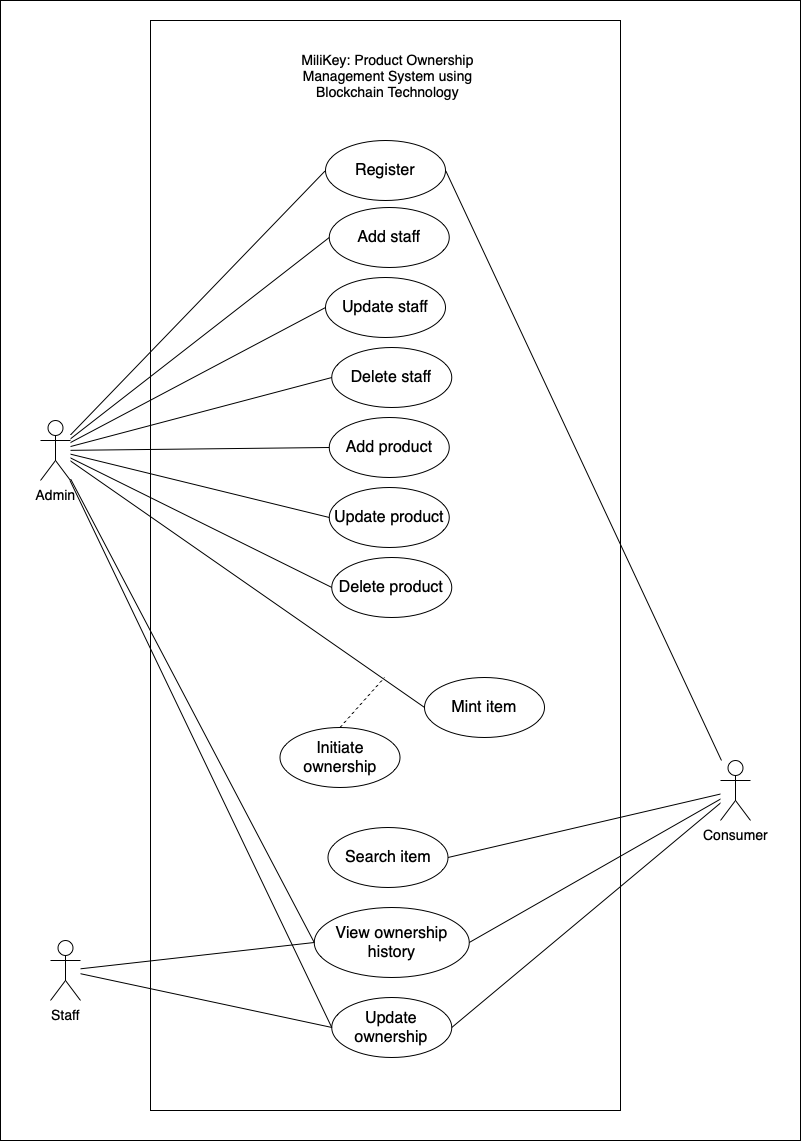 MiliKey: Product Ownership
Management System using
Blockchain Technology
Register
Add staff
Update staff
Delete staff
Add product
Admin
Update product
Delete product
Mint item
Initiate
ownership
Consumer
Search item
View ownership
history
Staff
Update
ownership